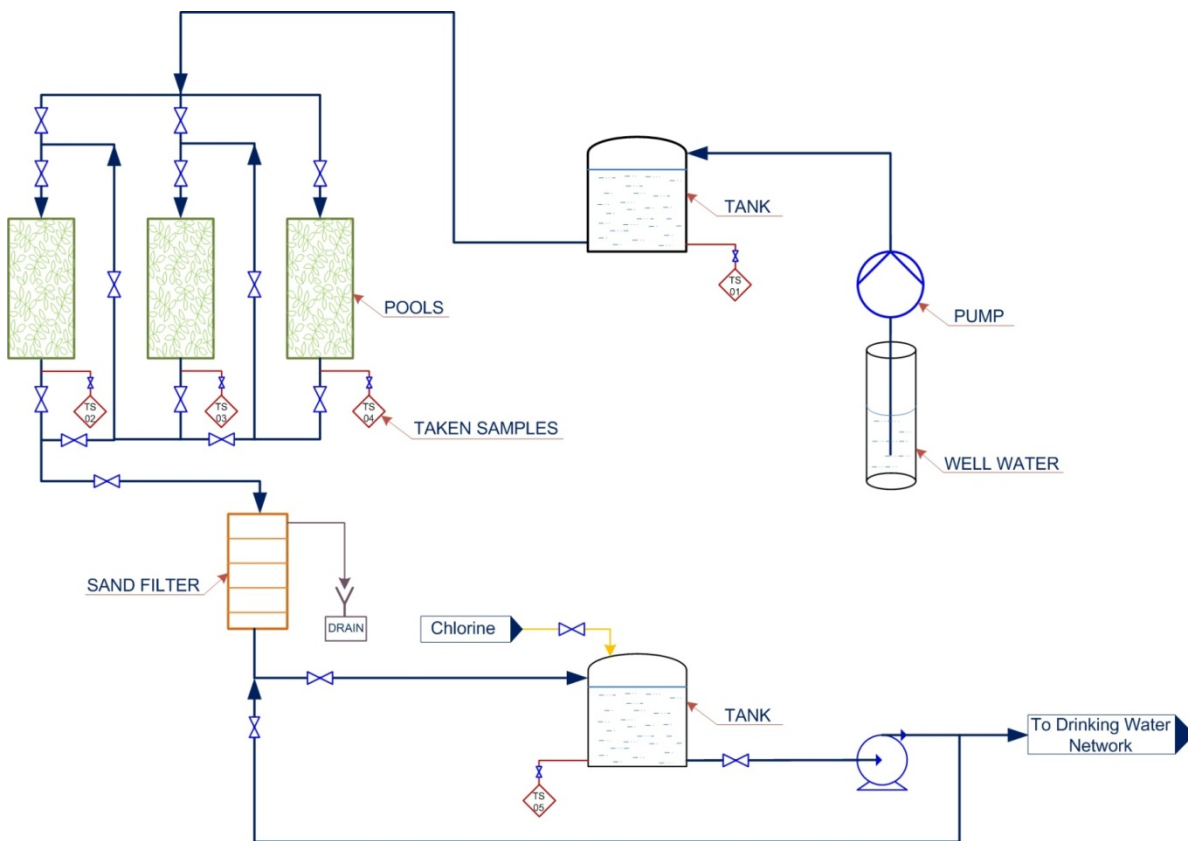 TANK
TS
01
PUMP
POOLS
TS
02
TS
03
TS
04
TAKEN SAMPLES
WELL WATER
SAND FILTER
DRAIN
Chlorine
TANK
To Drinking Water
Network
TS
05